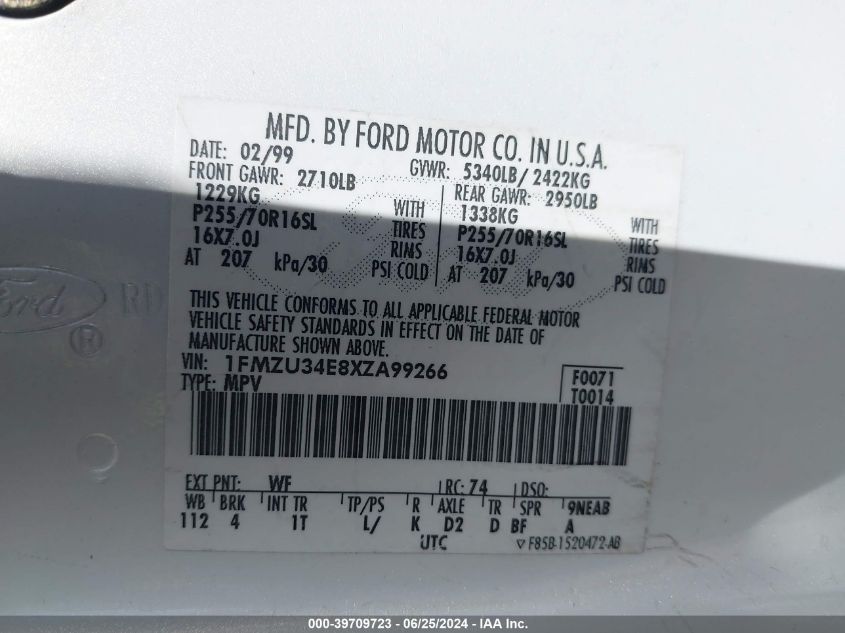 MFD. BY FORD MOTOR CO. IN U.S.A.
DATE: 02/99 GVWR: 5340LB/ 2422KG
FRONT GAWR: 2710LB REAR GAWR: 2950LB
1229KG WITH 1338KG WITH
P255/70R16SL TIRES P255/70R16SL TIRES
16X7.0J RIMS 16X7.0J RIMS
AT 207 kPa/30 PSI COLD AT 207 kPa/30 PSI COLD
THIS VEHICLE CONFORMS TO ALL APPLICABLE FEDERAL MOTOR
VEHICLE SAFETY STANDARDS IN EFFECT ON THE DATE OF
MANUFACTURE SHOWN ABOVE.
VIN: 1FMZU34E8XZA99266 F0071
TYPE: MPV T0014
EXT PNT: WF RC: 74 DSO:
WB BRK INT TR TP/PS R AXLE TR SPR 9NEAB
112 4 1T L/ K D2 D BF A
UTC ▽ F85B-1520472-AB
Ford RD
®
000-39709723 - 06/25/2024 - IAAI.com